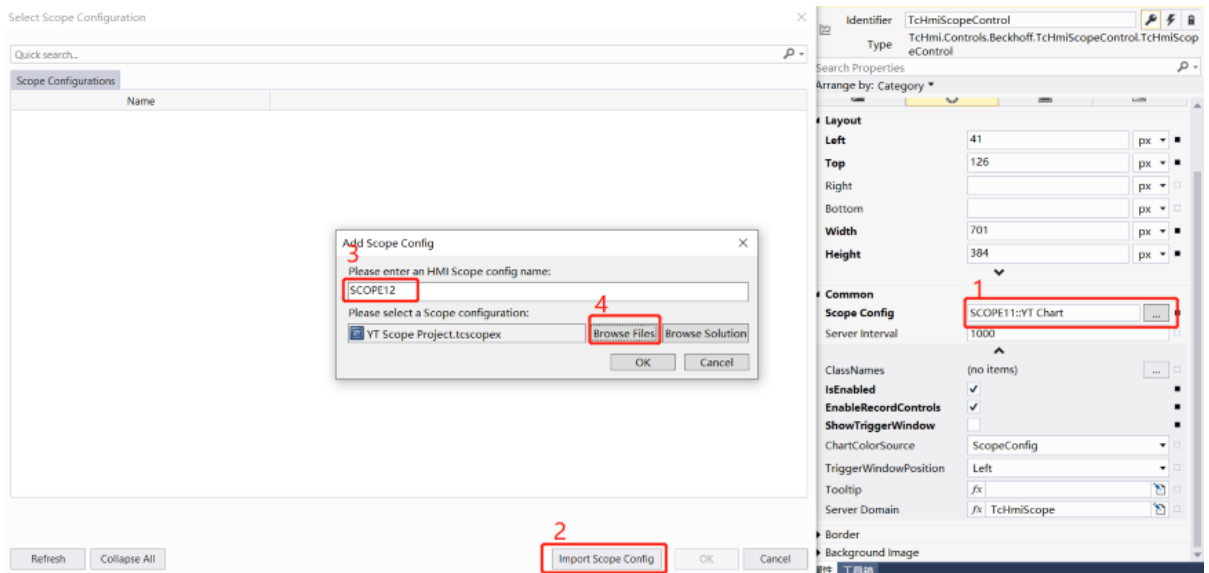 Select Scope Configuration
Quick search...
Scope Configurations
Name
3
Add Scope Config
Please enter an HMI Scope config name:
SCOPE12
4
Please select a Scope configuration:
YT Scope Project.tcscopex
Browse Files
Browse Solution
OK
Cancel
2
Refresh
Collapse All
Import Scope Config
OK
Cancel
Identifier
TcHmiScopeControl
Type
TcHmi.Controls.Beckhoff.TcHmiScopeControl.TcHmiScop
eControl
Search Properties
Arrange by: Category
Layout
Left 41 px
Top 126 px
Right px
Bottom px
Width 701 px
Height 384 px
1
Common
Scope Config SCOPE11::YT Chart ...
Server Interval 1000
ClassNames (no items) ...
IsEnabled
EnableRecordControls
ShowTriggerWindow
ChartColorSource ScopeConfig
TriggerWindowPosition Left
Tooltip fx
Server Domain fx TcHmiScope
Border
Background Image